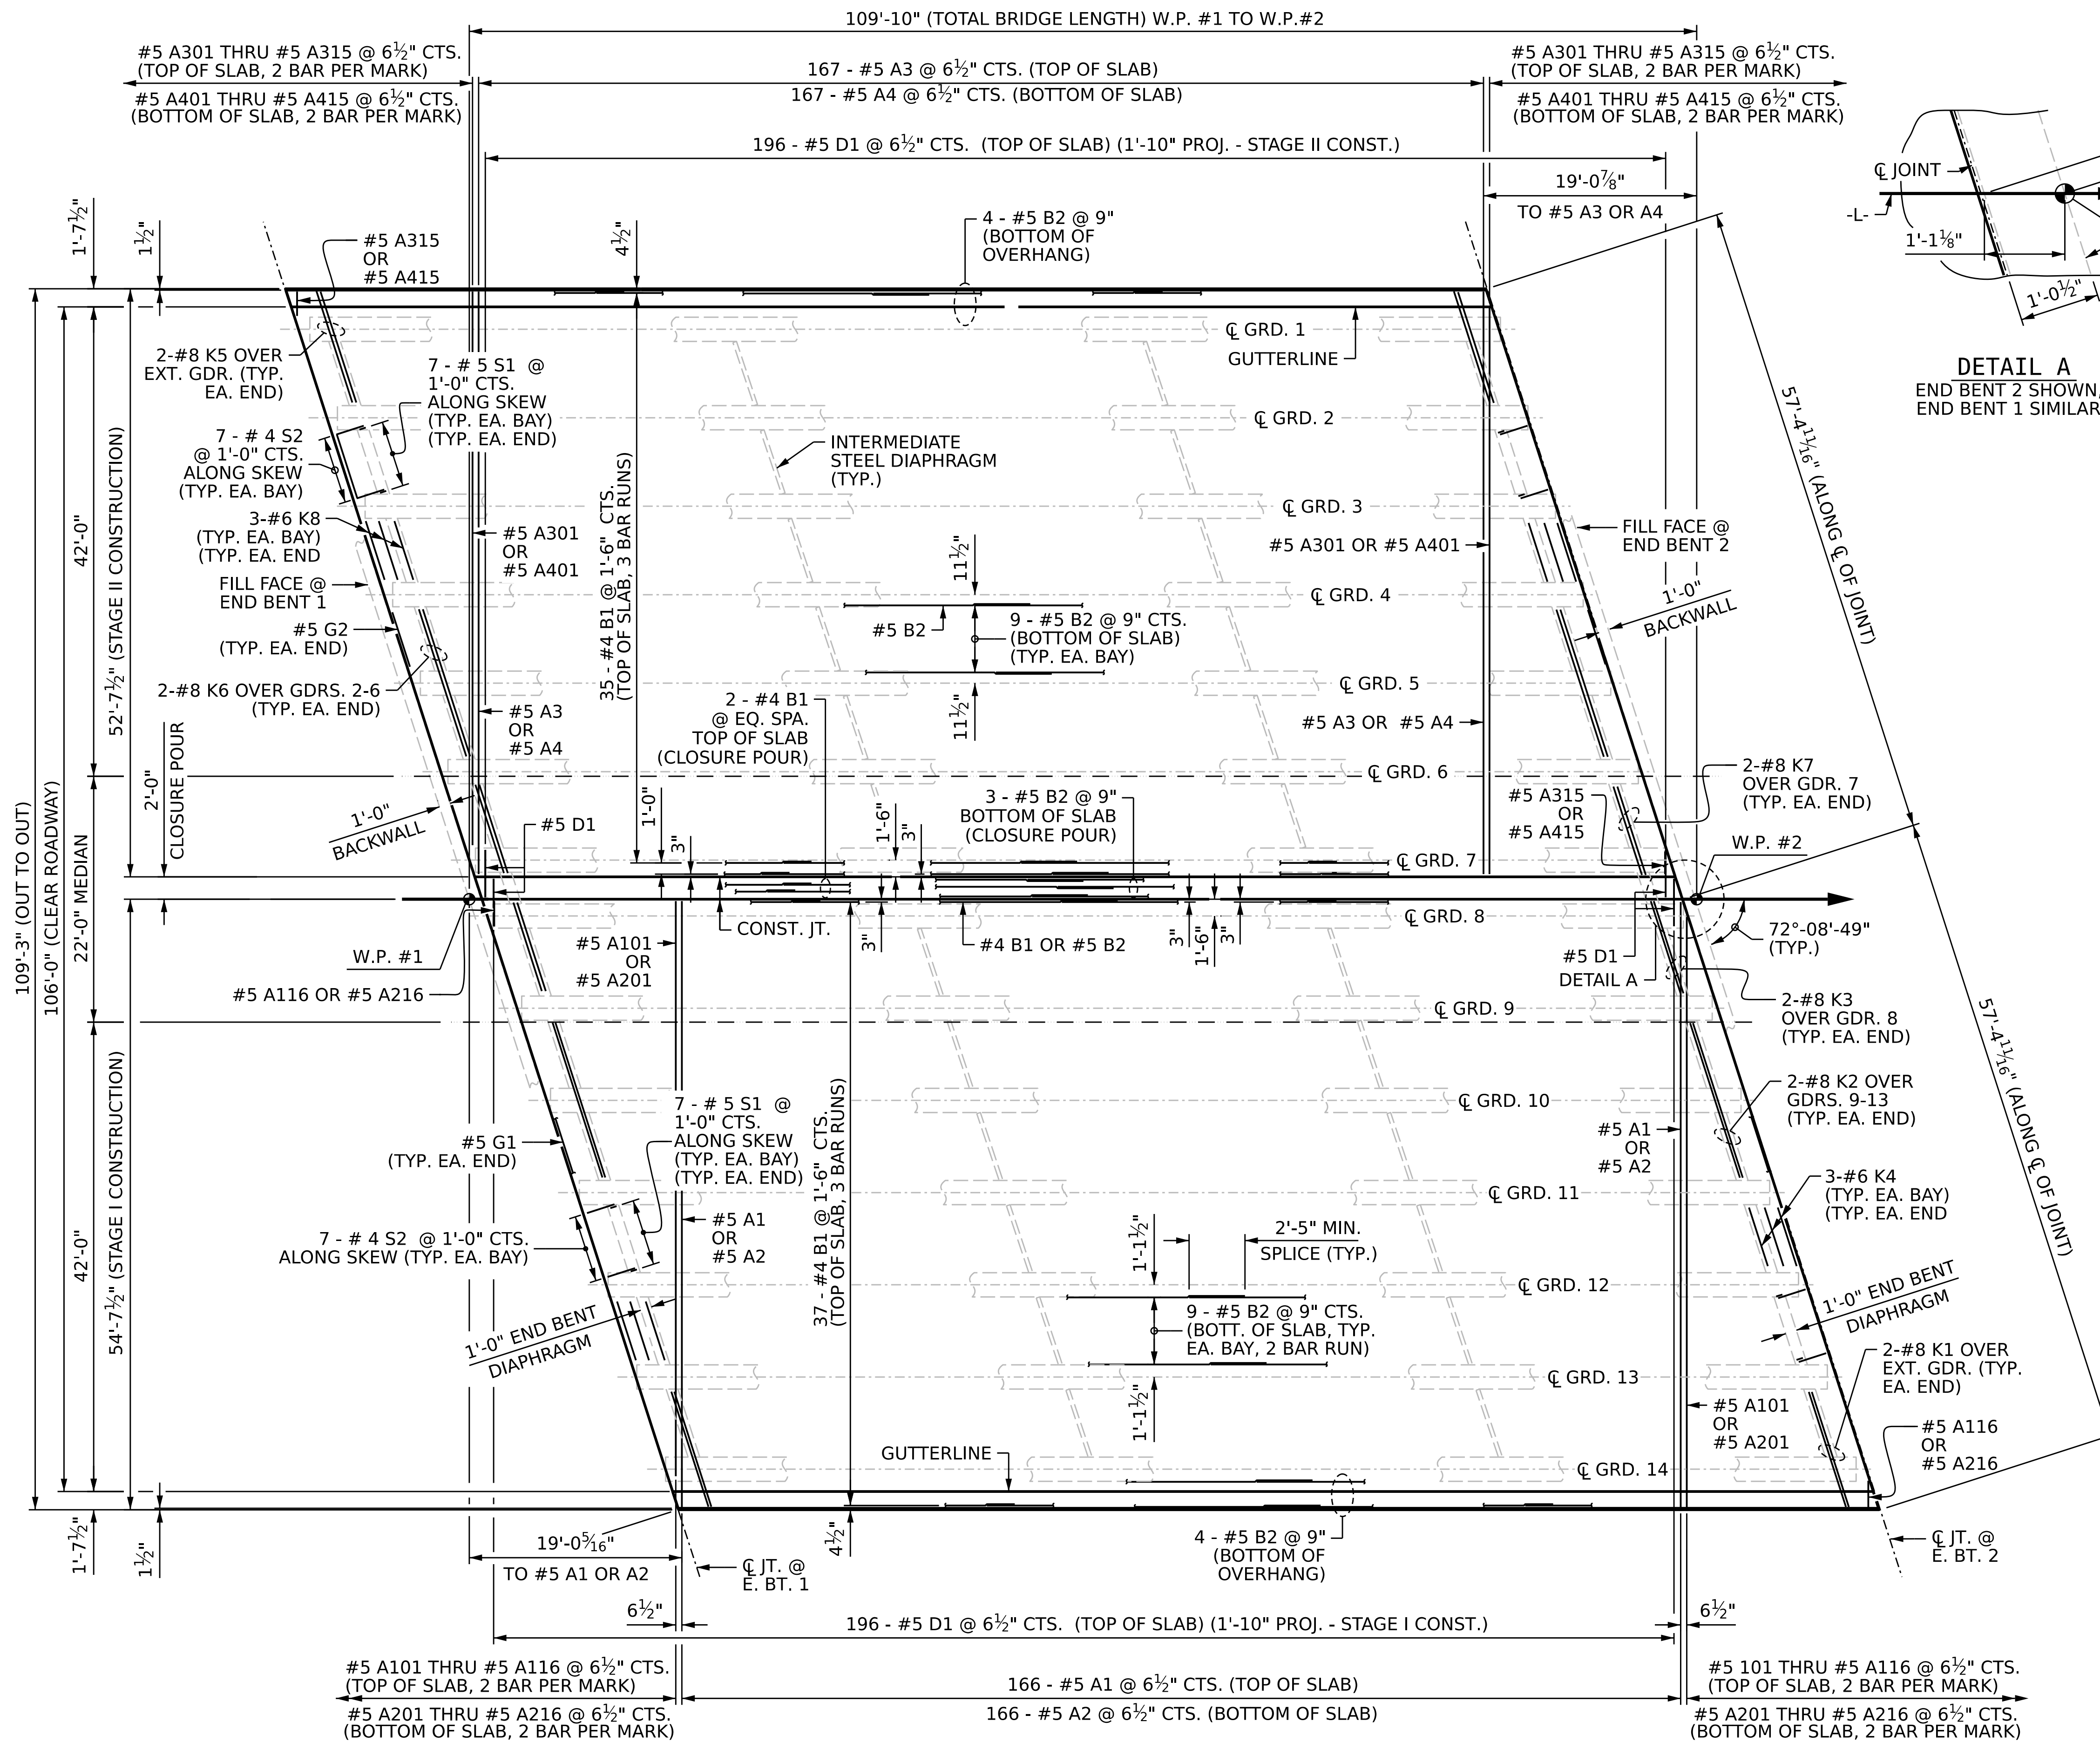 109'-10" (TOTAL BRIDGE LENGTH) W.P. #1 TO W.P.#2
#5 A301 THRU #5 A315 @ 6½" CTS.
(TOP OF SLAB, 2 BAR PER MARK)
#5 A401 THRU #5 A415 @ 6½" CTS.
(BOTTOM OF SLAB, 2 BAR PER MARK)
167 - #5 A3 @ 6½" CTS. (TOP OF SLAB)
167 - #5 A4 @ 6½" CTS. (BOTTOM OF SLAB)
#5 A301 THRU #5 A315 @ 6½" CTS.
(TOP OF SLAB, 2 BAR PER MARK)
#5 A401 THRU #5 A415 @ 6½" CTS.
(BOTTOM OF SLAB, 2 BAR PER MARK)
196 - #5 D1 @ 6½" CTS. (TOP OF SLAB) (1'-10" PROJ. - STAGE II CONST.)
19'-0⅞"
TO #5 A3 OR A4
℄ JOINT
-L-
1'-1⅛"
1'-0½"
DETAIL A
END BENT 2 SHOWN,
END BENT 1 SIMILAR
1'-7½"
1½"
4½"
#5 A315
OR
#5 A415
4 - #5 B2 @ 9"
(BOTTOM OF
OVERHANG)
℄ GRD. 1
GUTTERLINE
2-#8 K5 OVER
EXT. GDR. (TYP.
EA. END)
7 - # 5 S1 @
1'-0" CTS.
ALONG SKEW
(TYP. EA. BAY)
(TYP. EA. END)
℄ GRD. 2
7 - # 4 S2
@ 1'-0" CTS.
ALONG SKEW
(TYP. EA. BAY)
INTERMEDIATE
STEEL DIAPHRAGM
(TYP.)
57'-4¹¹⁄₁₆" (ALONG ℄ OF JOINT)
℄ GRD. 3
3-#6 K8
(TYP. EA. BAY)
(TYP. EA. END
#5 A301
OR
#5 A401
35 - #4 B1 @ 1'-6" CTS.
(TOP OF SLAB, 3 BAR RUNS)
11½"
#5 A301 OR #5 A401
FILL FACE @
END BENT 2
FILL FACE @
END BENT 1
℄ GRD. 4
1'-0"
BACKWALL
#5 G2
(TYP. EA. END)
#5 B2
9 - #5 B2 @ 9" CTS.
(BOTTOM OF SLAB)
(TYP. EA. BAY)
11½"
2-#8 K6 OVER GDRS. 2-6
(TYP. EA. END)
℄ GRD. 5
#5 A3
OR
#5 A4
2 - #4 B1
@ EQ. SPA.
TOP OF SLAB
(CLOSURE POUR)
#5 A3 OR #5 A4
℄ GRD. 6
42'-0"
52'-7½" (STAGE II CONSTRUCTION)
2'-0"
CLOSURE POUR
109'-3" (OUT TO OUT)
106'-0" (CLEAR ROADWAY)
22'-0" MEDIAN
1'-0"
BACKWALL
#5 D1
1'-0"
3"
1'-6"
3"
3 - #5 B2 @ 9"
BOTTOM OF SLAB
(CLOSURE POUR)
#5 A315
OR
#5 A415
2-#8 K7
OVER GDR. 7
(TYP. EA. END)
W.P. #2
℄ GRD. 7
℄ GRD. 8
CONST. JT.
3"
#4 B1 OR #5 B2
3"
1'-6"
3"
W.P. #1
#5 A101
OR
#5 A201
#5 A116 OR #5 A216
#5 D1
DETAIL A
72°-08'-49"
(TYP.)
℄ GRD. 9
2-#8 K3
OVER GDR. 8
(TYP. EA. END)
57'-4¹¹⁄₁₆" (ALONG ℄ OF JOINT)
℄ GRD. 10
42'-0"
54'-7½" (STAGE I CONSTRUCTION)
7 - # 5 S1 @
1'-0" CTS.
ALONG SKEW
(TYP. EA. BAY)
(TYP. EA. END)
37 - #4 B1 @ 1'-6" CTS.
(TOP OF SLAB, 3 BAR RUNS)
#5 G1
(TYP. EA. END)
#5 A1
OR
#5 A2
2-#8 K2 OVER
GDRS. 9-13
(TYP. EA. END)
℄ GRD. 11
3-#6 K4
(TYP. EA. BAY)
(TYP. EA. END
#5 A1
OR
#5 A2
7 - # 4 S2 @ 1'-0" CTS.
ALONG SKEW (TYP. EA. BAY)
1'-1½"
2'-5" MIN.
SPLICE (TYP.)
℄ GRD. 12
1'-0" END BENT
DIAPHRAGM
9 - #5 B2 @ 9" CTS.
(BOTT. OF SLAB, TYP.
EA. BAY, 2 BAR RUN)
1'-0" END BENT
DIAPHRAGM
1'-1½"
℄ GRD. 13
2-#8 K1 OVER
EXT. GDR. (TYP.
EA. END)
#5 A101
OR
#5 A201
GUTTERLINE
℄ GRD. 14
#5 A116
OR
#5 A216
1'-7½"
1½"
19'-0⁵⁄₁₆"
TO #5 A1 OR A2
℄ JT. @
E. BT. 1
4½"
4 - #5 B2 @ 9"
(BOTTOM OF
OVERHANG)
℄ JT. @
E. BT. 2
6½"
196 - #5 D1 @ 6½" CTS. (TOP OF SLAB) (1'-10" PROJ. - STAGE I CONST.)
6½"
#5 A101 THRU #5 A116 @ 6½" CTS.
(TOP OF SLAB, 2 BAR PER MARK)
#5 A201 THRU #5 A216 @ 6½" CTS.
(BOTTOM OF SLAB, 2 BAR PER MARK)
166 - #5 A1 @ 6½" CTS. (TOP OF SLAB)
166 - #5 A2 @ 6½" CTS. (BOTTOM OF SLAB)
#5 101 THRU #5 A116 @ 6½" CTS.
(TOP OF SLAB, 2 BAR PER MARK)
#5 A201 THRU #5 A216 @ 6½" CTS.
(BOTTOM OF SLAB, 2 BAR PER MARK)